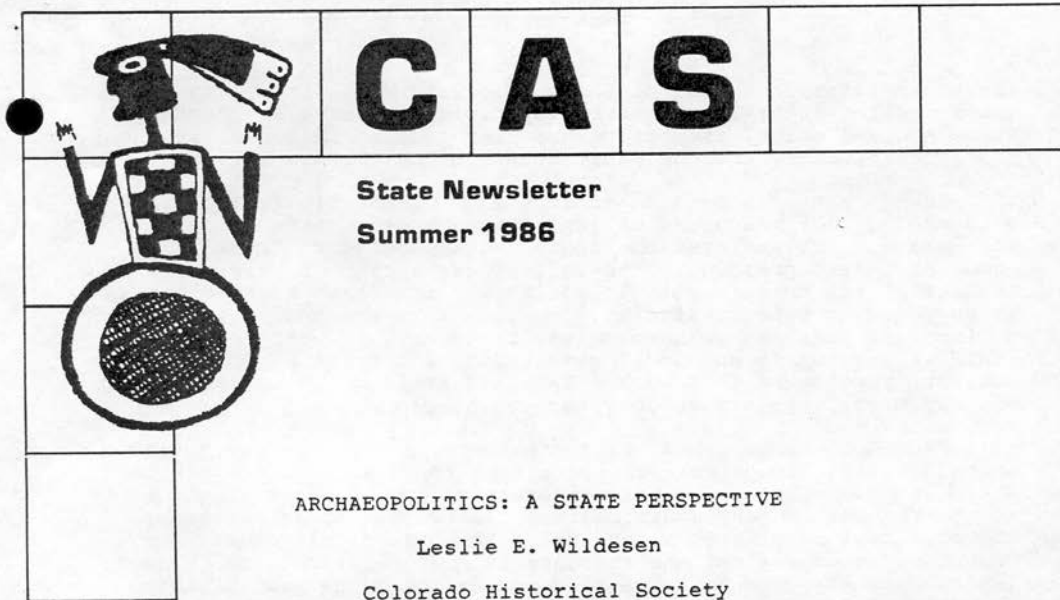 CAS
State Newsletter
Summer 1986
ARCHAEOPOLITICS: A STATE PERSPECTIVE
Leslie E. Wildesen
Colorado Historical Society